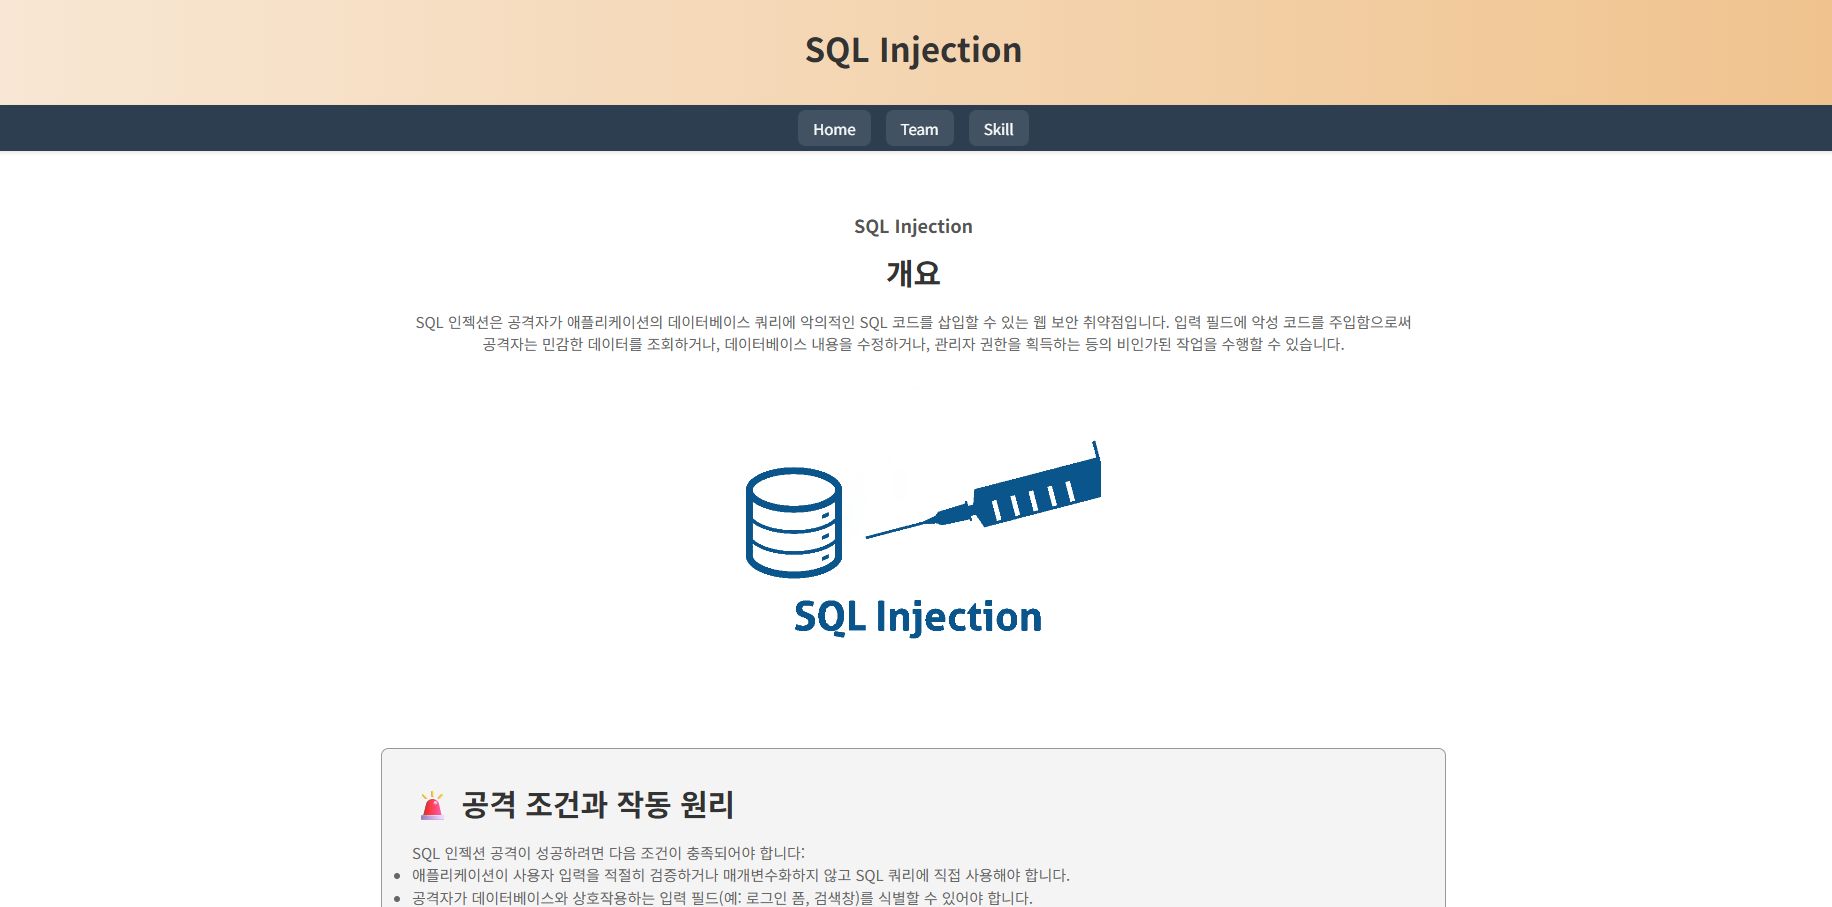 SQL Injection
Home
Team
Skill
SQL Injection
개요
SQL 인젝션은 공격자가 애플리케이션의 데이터베이스 쿼리에 악의적인 SQL 코드를 삽입할 수 있는 웹 보안 취약점입니다. 입력 필드에 악성 코드를 주입함으로써
공격자는 민감한 데이터를 조회하거나, 데이터베이스 내용을 수정하거나, 관리자 권한을 획득하는 등의 비인가된 작업을 수행할 수 있습니다.
SQL Injection
공격 조건과 작동 원리
SQL 인젝션 공격이 성공하려면 다음 조건이 충족되어야 합니다:
애플리케이션이 사용자 입력을 적절히 검증하거나 매개변수화하지 않고 SQL 쿼리에 직접 사용해야 합니다.
공격자가 데이터베이스와 상호작용하는 입력 필드(예: 로그인 폼, 검색창)를 식별할 수 있어야 합니다.